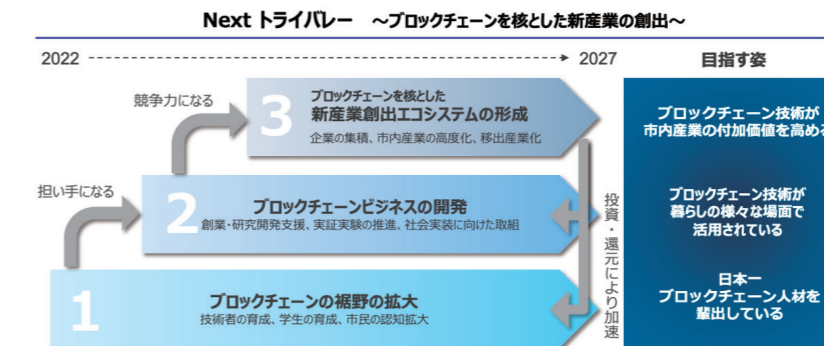 Next トライバレー　～ブロックチェーンを核とした新産業の創出～
2022
2027
目指す姿
競争力になる
3
ブロックチェーンを核とした
新産業創出エコシステムの形成
企業の集積、市内産業の高度化、移出産業化
ブロックチェーン技術が
市内産業の付加価値を高める
担い手になる
2
ブロックチェーンビジネスの開発
創業・研究開発支援、実証実験の推進、社会実装に向けた取組
ブロックチェーン技術が
暮らしの様々な場面で
活用されている
投資・還元により加速
1
ブロックチェーンの裾野の拡大
技術者の育成、学生の育成、市民の認知拡大
日本一
ブロックチェーン人材を
輩出している